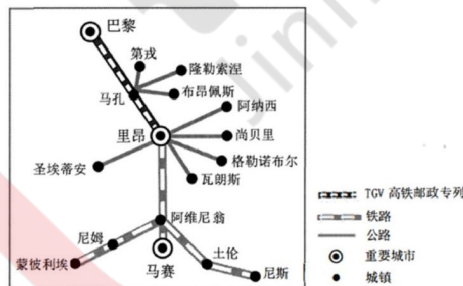 巴黎
第戎
隆勒索涅
马孔
布昂佩斯
阿纳西
里昂
尚贝里
圣埃蒂安
格勒诺布尔
瓦朗斯
阿维尼翁
尼姆
土伦
蒙彼利埃
马赛
尼斯
TGV 高铁邮政专列
铁路
公路
重要城市
城镇
Jinn